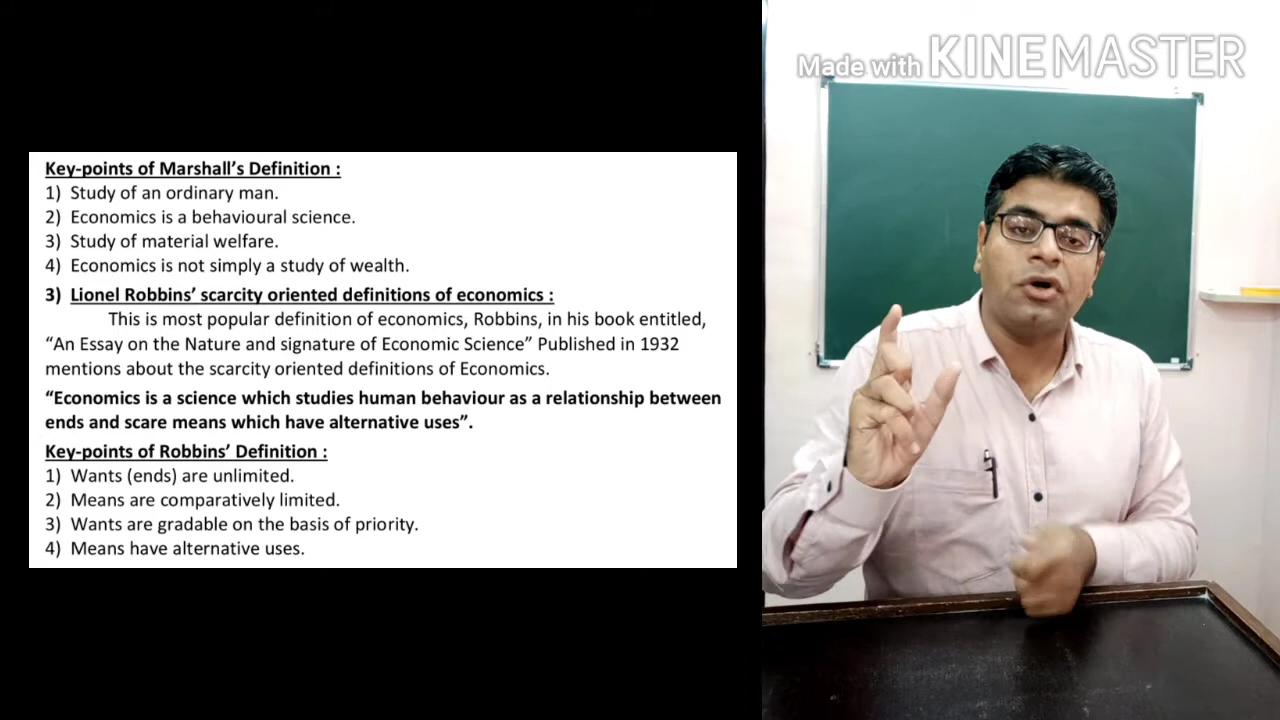 Key-points of Marshall's Definition :
1) Study of an ordinary man.
2) Economics is a behavioural science.
3) Study of material welfare.
4) Economics is not simply a study of wealth.
3) Lionel Robbins' scarcity oriented definitions of economics :
This is most popular definition of economics, Robbins, in his book entitled,
“An Essay on the Nature and signature of Economic Science” Published in 1932
mentions about the scarcity oriented definitions of Economics.
“Economics is a science which studies human behaviour as a relationship between
ends and scare means which have alternative uses”.
Key-points of Robbins' Definition :
1) Wants (ends) are unlimited.
2) Means are comparatively limited.
3) Wants are gradable on the basis of priority.
4) Means have alternative uses.
Made with KINEMASTER